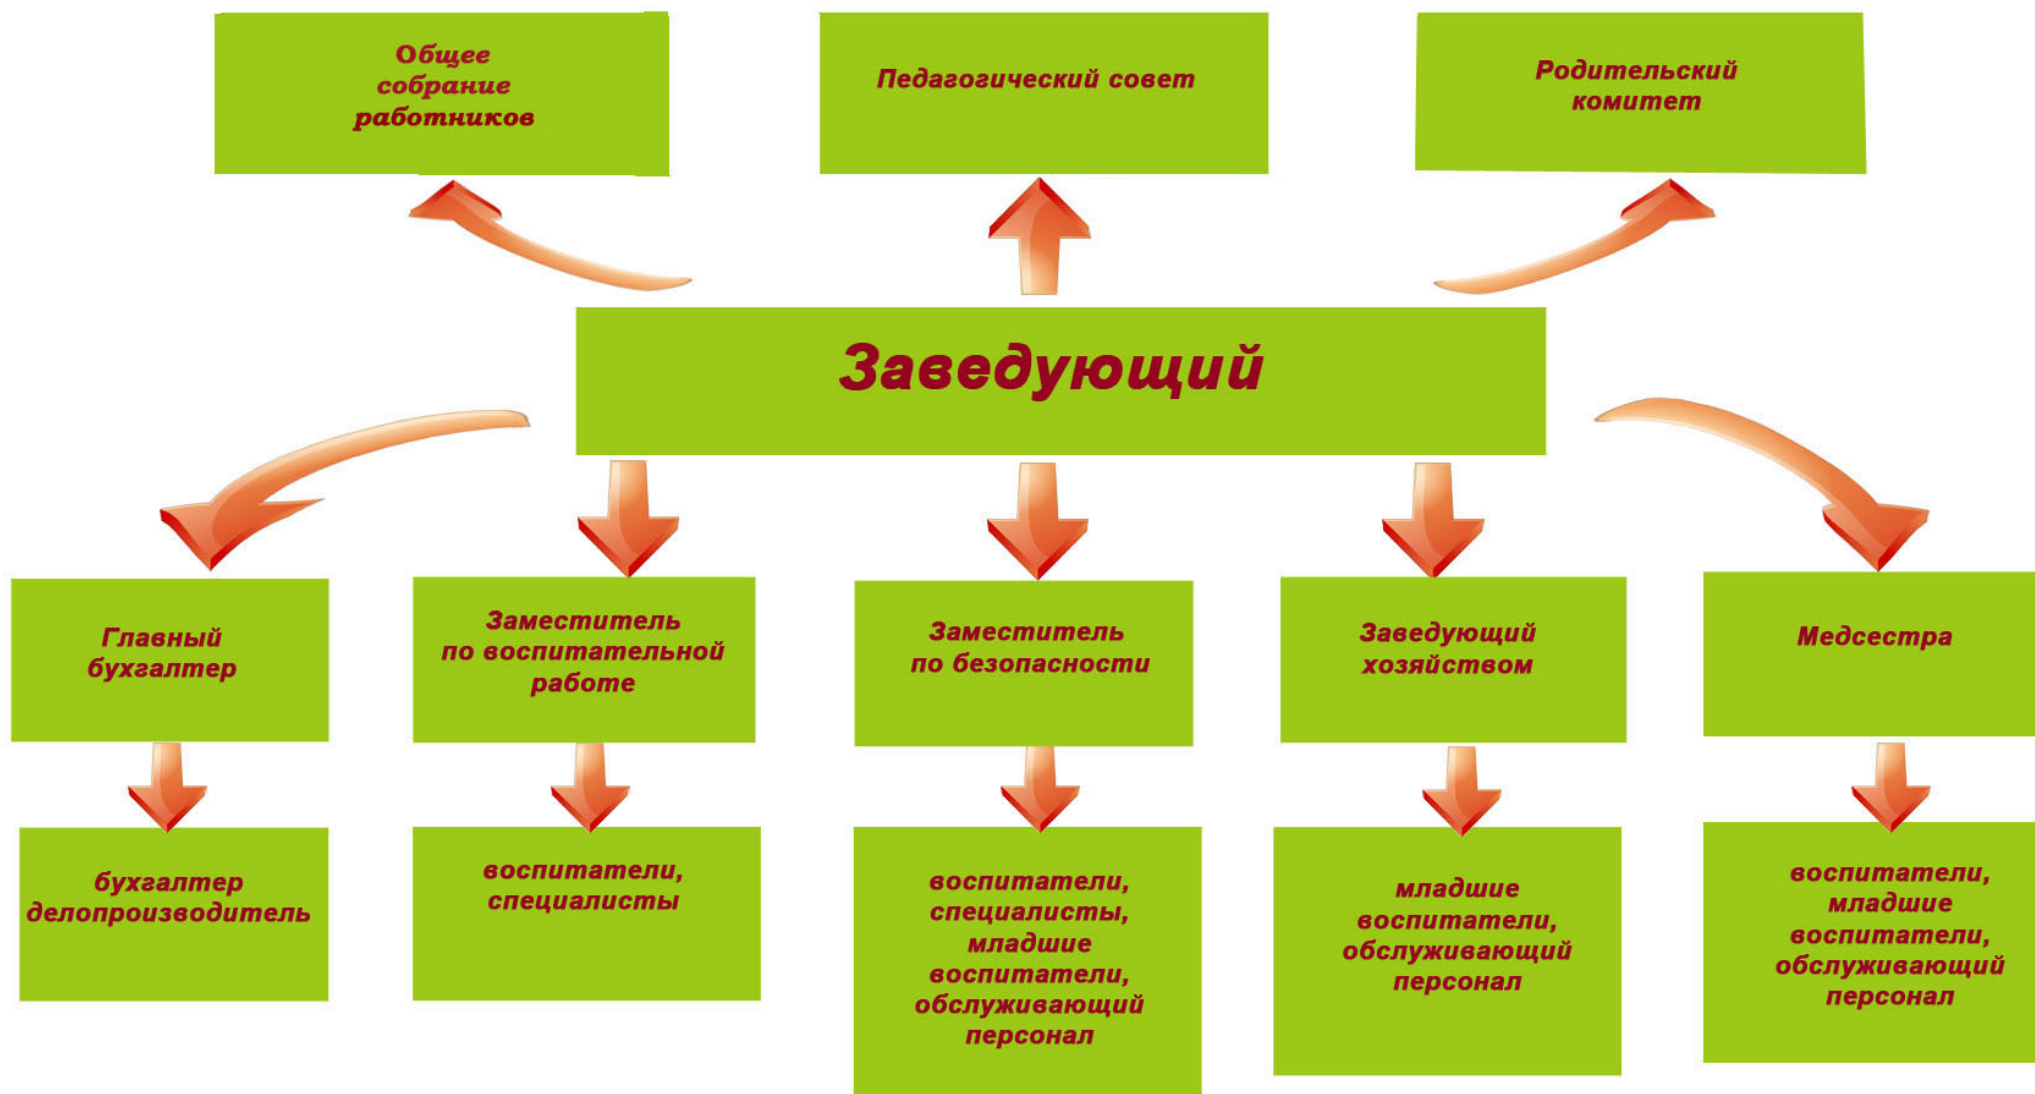 Общее
собрание
работников
Педагогический совет
Родительский
комитет
Заведующий
Главный
бухгалтер
Заместитель
по воспитательной
работе
Заместитель
по безопасности
Заведующий
хозяйством
Медсестра
бухгалтер
делопроизводитель
воспитатели,
специалисты
воспитатели,
специалисты,
младшие
воспитатели,
обслуживающий
персонал
младшие
воспитатели,
обслуживающий
персонал
воспитатели,
младшие
воспитатели,
обслуживающий
персонал